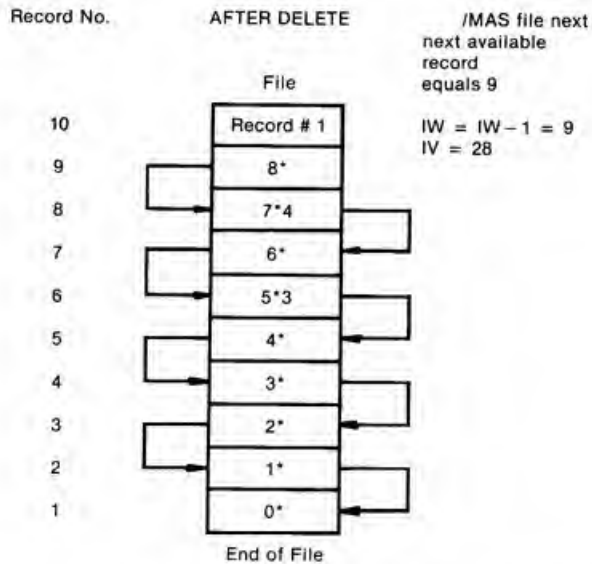 Record No. AFTER DELETE /MAS file next
next available
record
equals 9
File
10 Record # 1
IW = IW − 1 = 9
IV = 28
9 8*
8 7*4
7 6*
6 5*3
5 4*
4 3*
3 2*
2 1*
1 0*
End of File